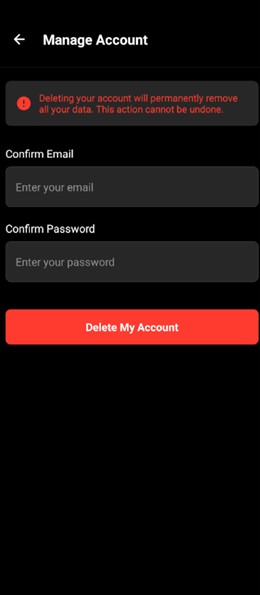 Manage Account
Deleting your account will permanently remove
all your data. This action cannot be undone.
Confirm Email
Enter your email
Confirm Password
Enter your password
Delete My Account